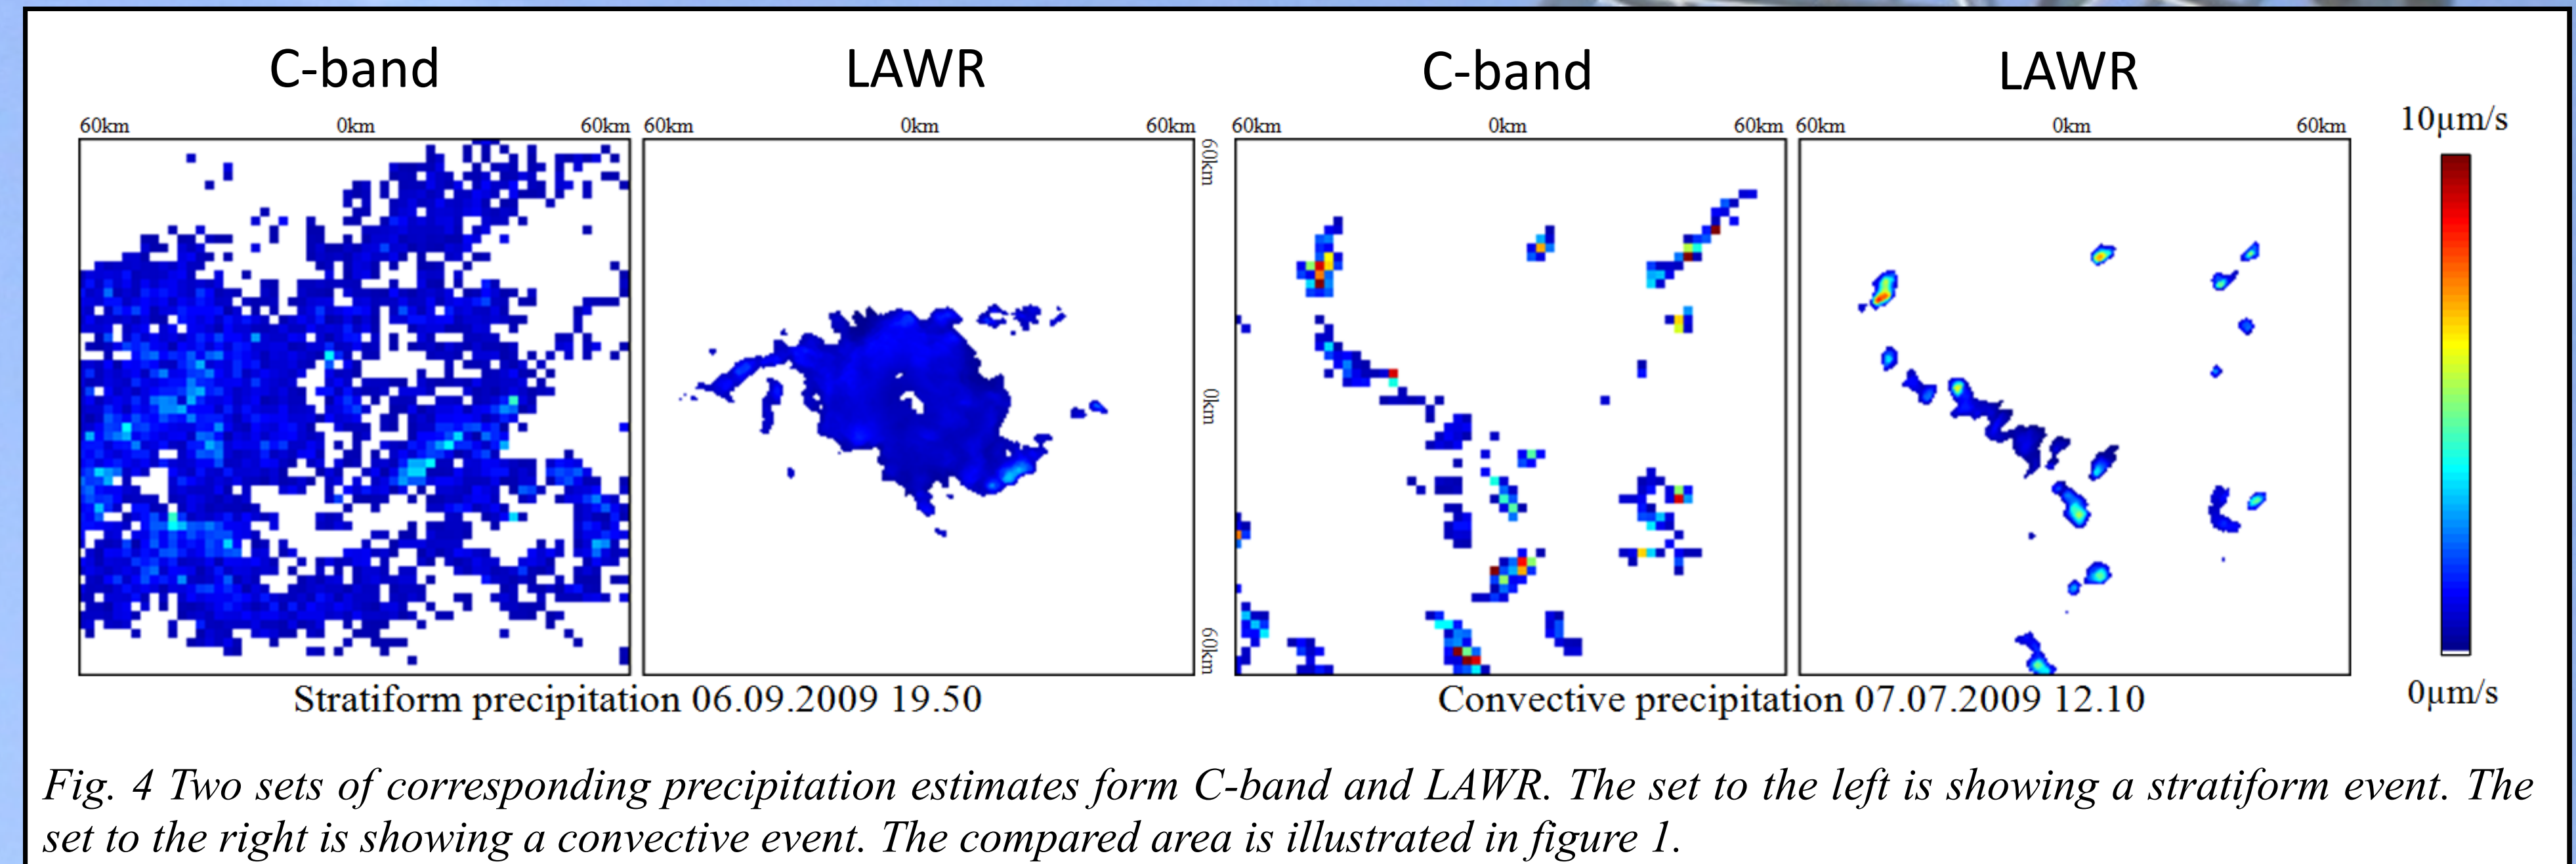 C-band LAWR C-band LAWR
60km 0km 60km 60km 0km 60km 60km 0km 60km 60km 0km 60km
10µm/s
60km
0km
60km
0µm/s
Stratiform precipitation 06.09.2009 19.50 Convective precipitation 07.07.2009 12.10
Fig. 4 Two sets of corresponding precipitation estimates form C-band and LAWR. The set to the left is showing a stratiform event. The
set to the right is showing a convective event. The compared area is illustrated in figure 1.